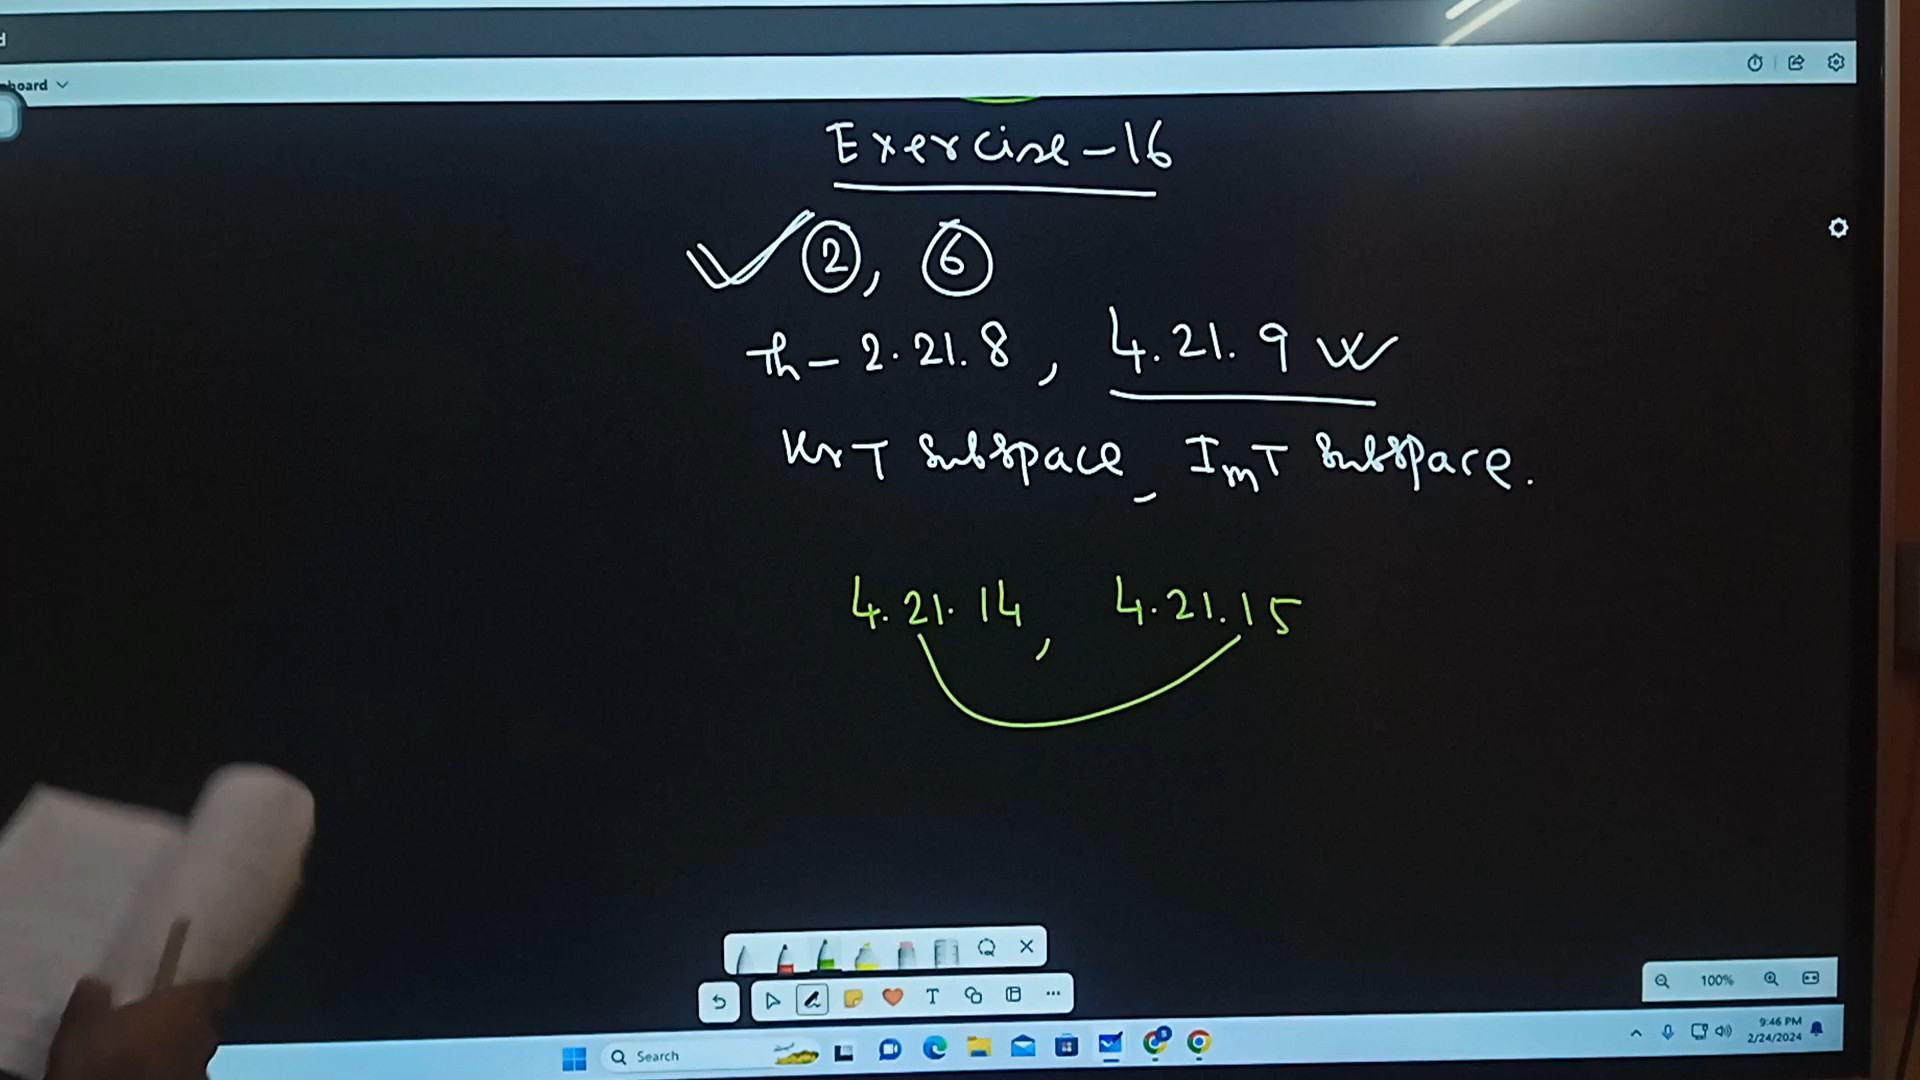 board
Exercise-16
2, 6
Th- 2.21.8, 4.21.9
KerT Subspace - ImT Subspace.
4.21.14, 4.21.15
100%
Search
9:46 PM
2/24/2024